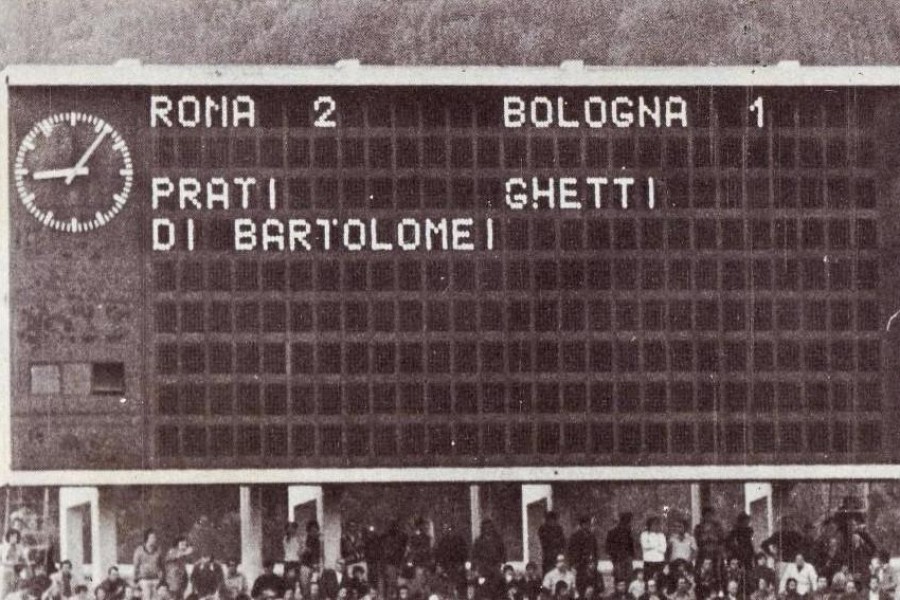 ROMA 2 BOLOGNA 1
PRATI GHETTI
DI BARTOLOMEI